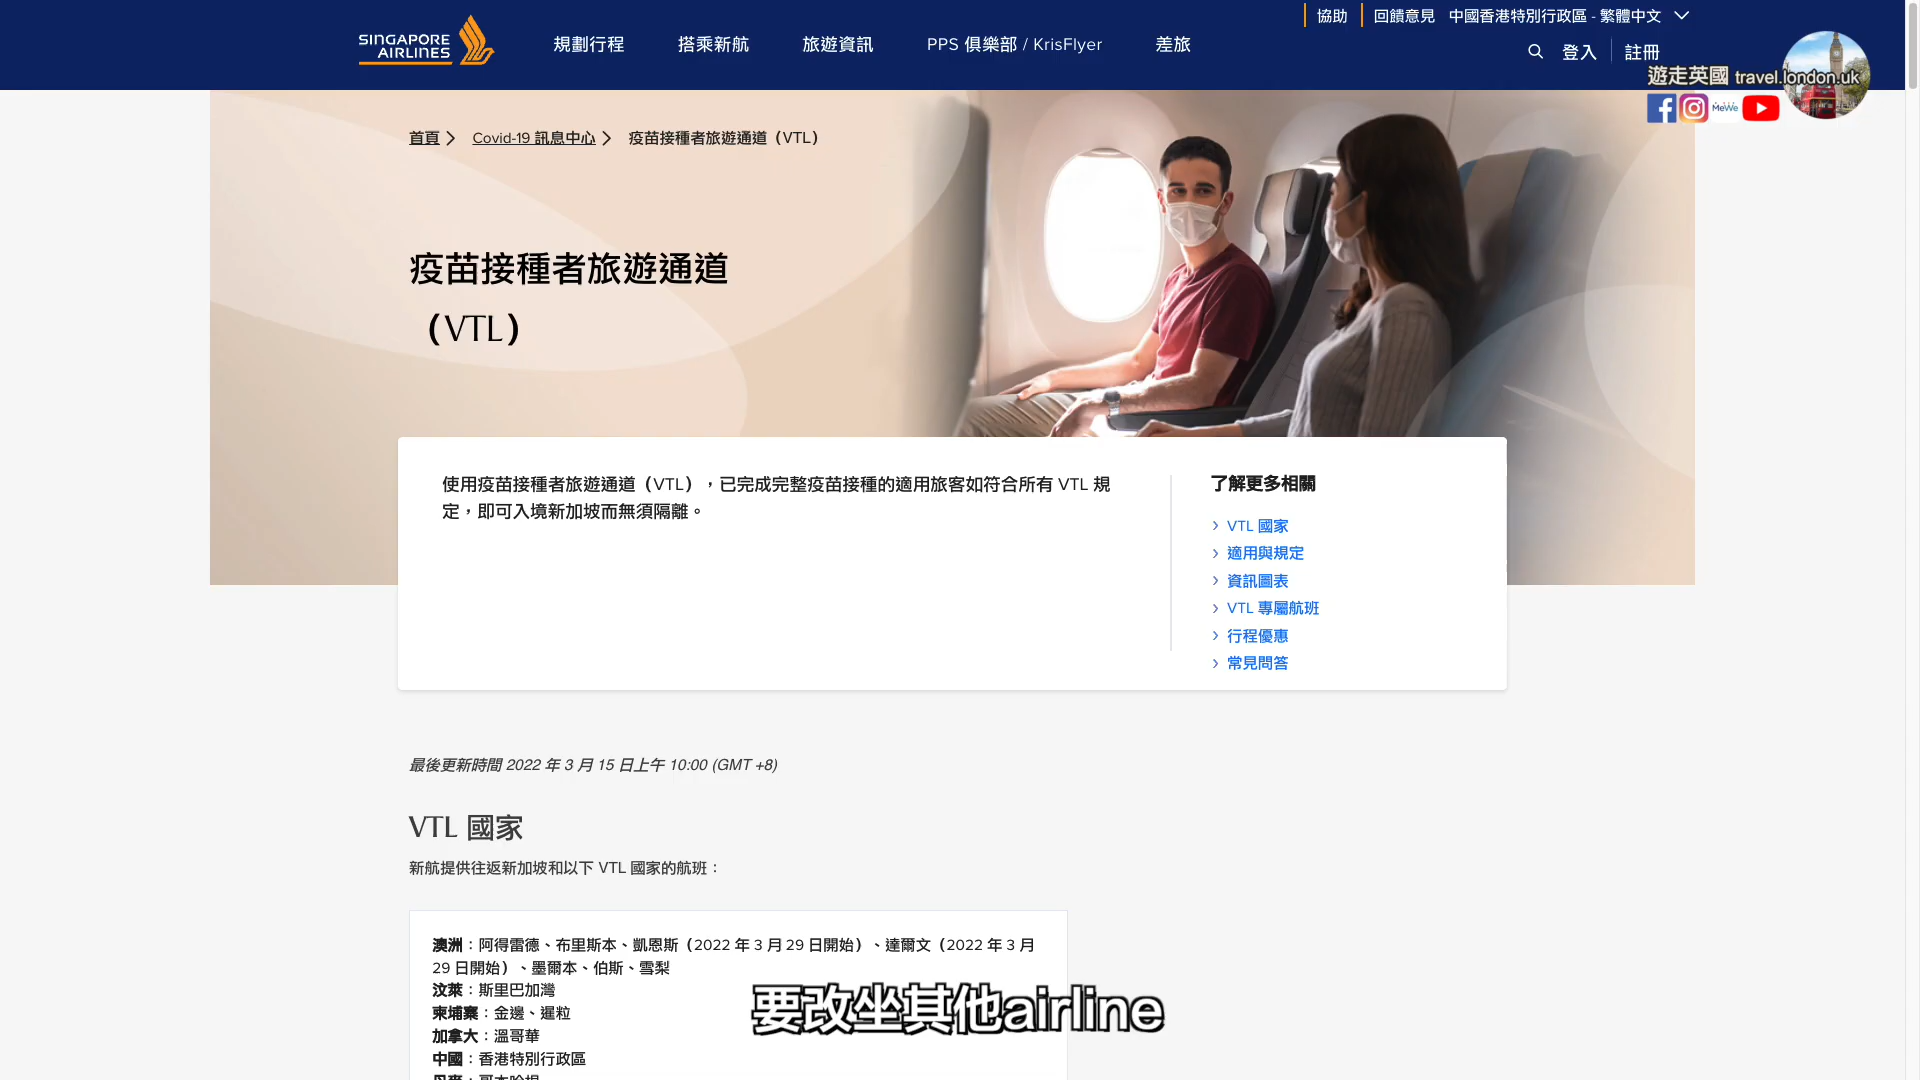 協助
回饋意見
中國香港特別行政區 - 繁體中文
SINGAPORE
AIRLINES
規劃行程
搭乘新航
旅遊資訊
PPS 俱樂部 / KrisFlyer
差旅
登入
註冊
遊走英國 travel.london.uk
MeWe
首頁
Covid-19 訊息中心
疫苗接種者旅遊通道（VTL）
疫苗接種者旅遊通道
（VTL）
使用疫苗接種者旅遊通道（VTL），已完成完整疫苗接種的適用旅客如符合所有 VTL 規
定，即可入境新加坡而無須隔離。
了解更多相關
VTL 國家
適用與規定
資訊圖表
VTL 專屬航班
行程優惠
常見問答
最後更新時間 2022 年 3 月 15 日上午 10:00 (GMT +8)
VTL 國家
新航提供往返新加坡和以下 VTL 國家的航班：
澳洲：阿得雷德、布里斯本、凱恩斯（2022 年 3 月 29 日開始）、達爾文（2022 年 3 月
29 日開始）、墨爾本、伯斯、雪梨
汶萊：斯里巴加灣
柬埔寨：金邊、暹粒
加拿大：溫哥華
中國：香港特別行政區
丹麥：哥本哈根
要改坐其他airline